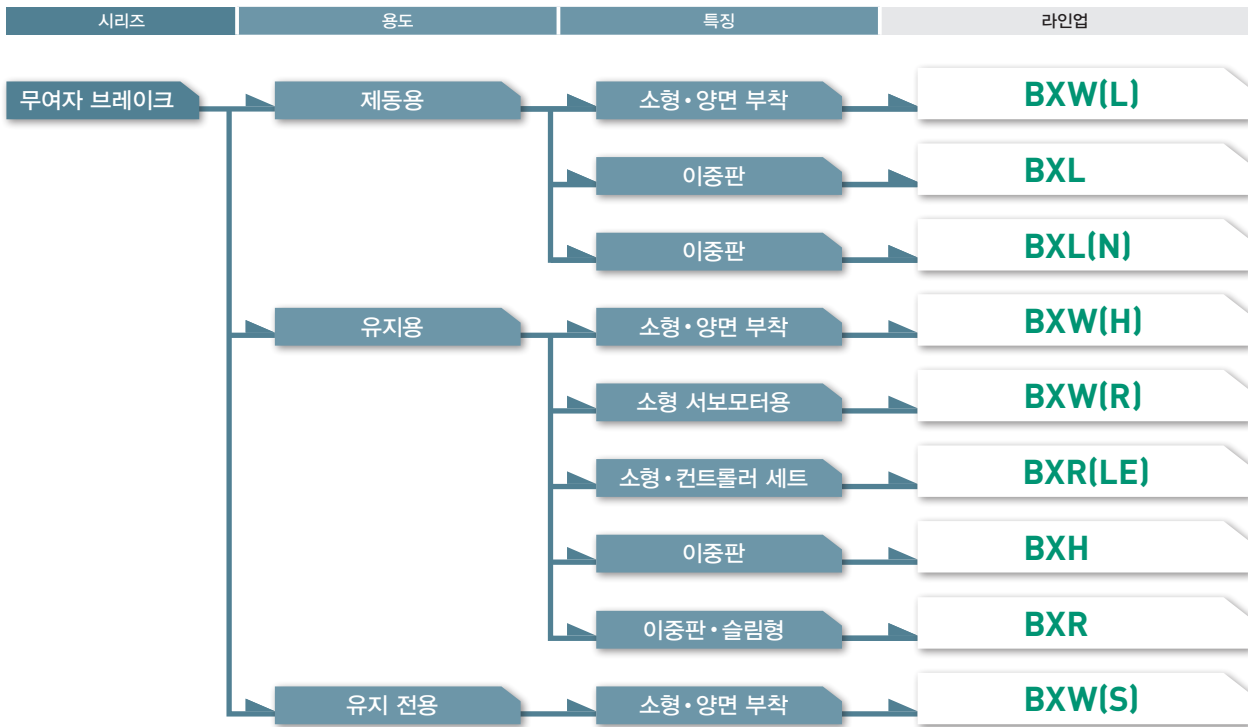 시리즈 용도 특징 라인업
무여자 브레이크 제동용 소형•양면 부착 BXW(L)
이중판 BXL
이중판 BXL(N)
유지용 소형•양면 부착 BXW(H)
소형 서보모터용 BXW(R)
소형•컨트롤러 세트 BXR(LE)
이중판 BXH
이중판•슬림형 BXR
유지 전용 소형•양면 부착 BXW(S)